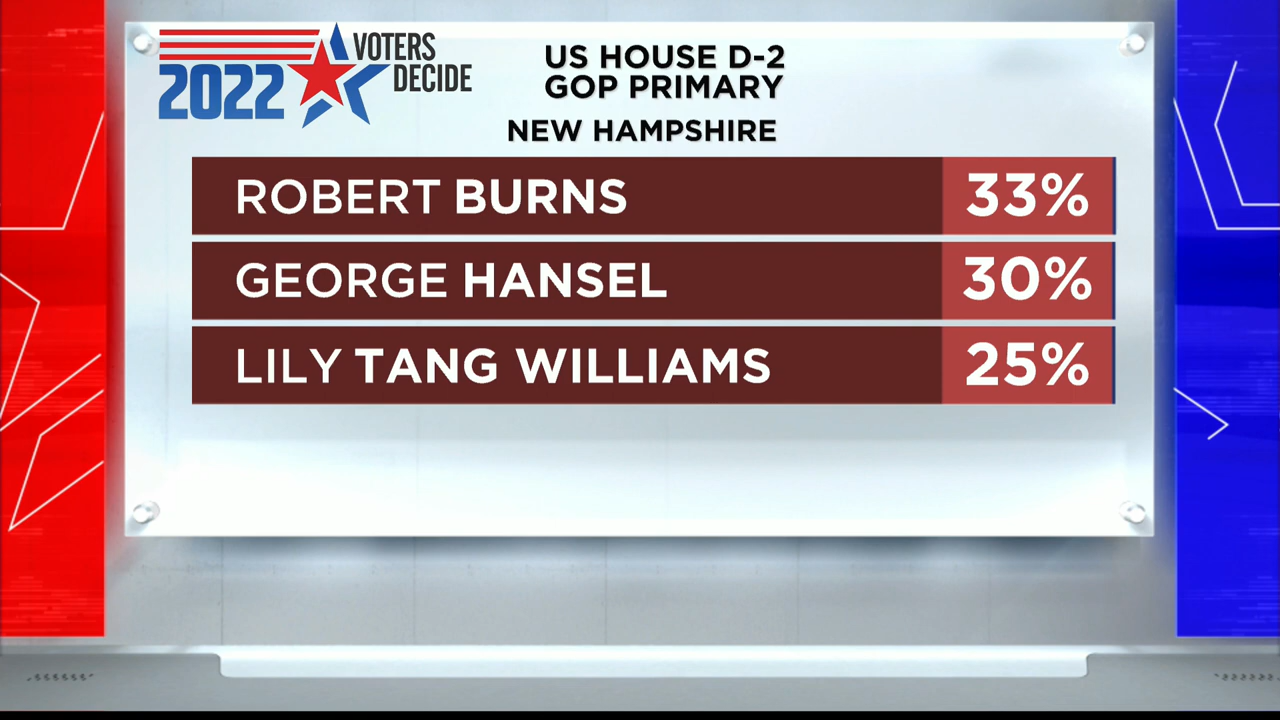 2022 VOTERS DECIDE
US HOUSE D-2
GOP PRIMARY
NEW HAMPSHIRE
ROBERT BURNS 33%
GEORGE HANSEL 30%
LILY TANG WILLIAMS 25%